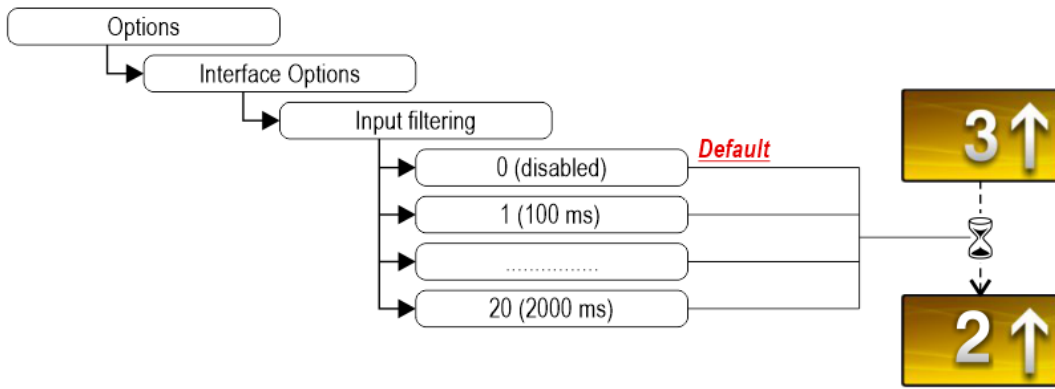 Options
Interface Options
Input filtering
0 (disabled)
Default
1 (100 ms)
................
20 (2000 ms)
3↑
2↑